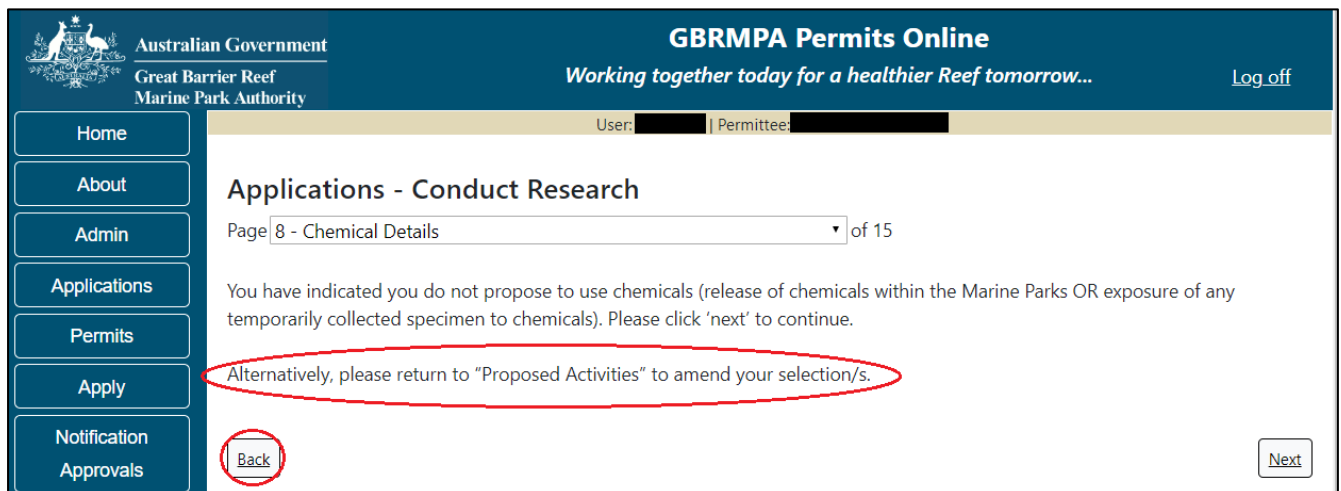 Australian Government
Great Barrier Reef
Marine Park Authority
GBRMPA Permits Online
Working together today for a healthier Reef tomorrow...
Log off
User: | Permittee:
Home
About
Admin
Applications
Permits
Apply
Notification
Approvals
Applications - Conduct Research
Page 8 - Chemical Details of 15
You have indicated you do not propose to use chemicals (release of chemicals within the Marine Parks OR exposure of any
temporarily collected specimen to chemicals). Please click ‘next’ to continue.
Alternatively, please return to “Proposed Activities” to amend your selection/s.
Back
Next